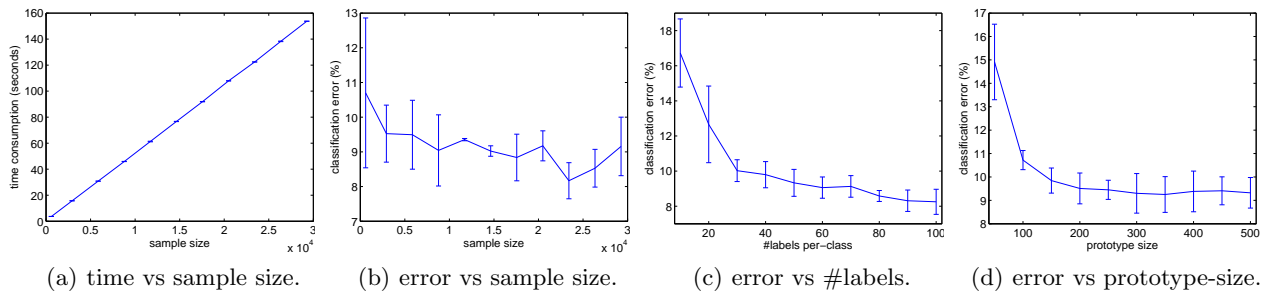 160
140
120
100
80
60
40
20
0
time consumption (seconds)
0 0.5 1 1.5 2 2.5 3
sample size
x 10^4
13
12
11
10
9
8
7
classification error (%)
0 0.5 1 1.5 2 2.5 3
sample size
x 10^4
18
16
14
12
10
8
classification error (%)
20 40 60 80 100
#labels per-class
17
16
15
14
13
12
11
10
9
8
classification error (%)
100 200 300 400 500
prototype size
(a) time vs sample size.
(b) error vs sample size.
(c) error vs #labels.
(d) error vs prototype-size.